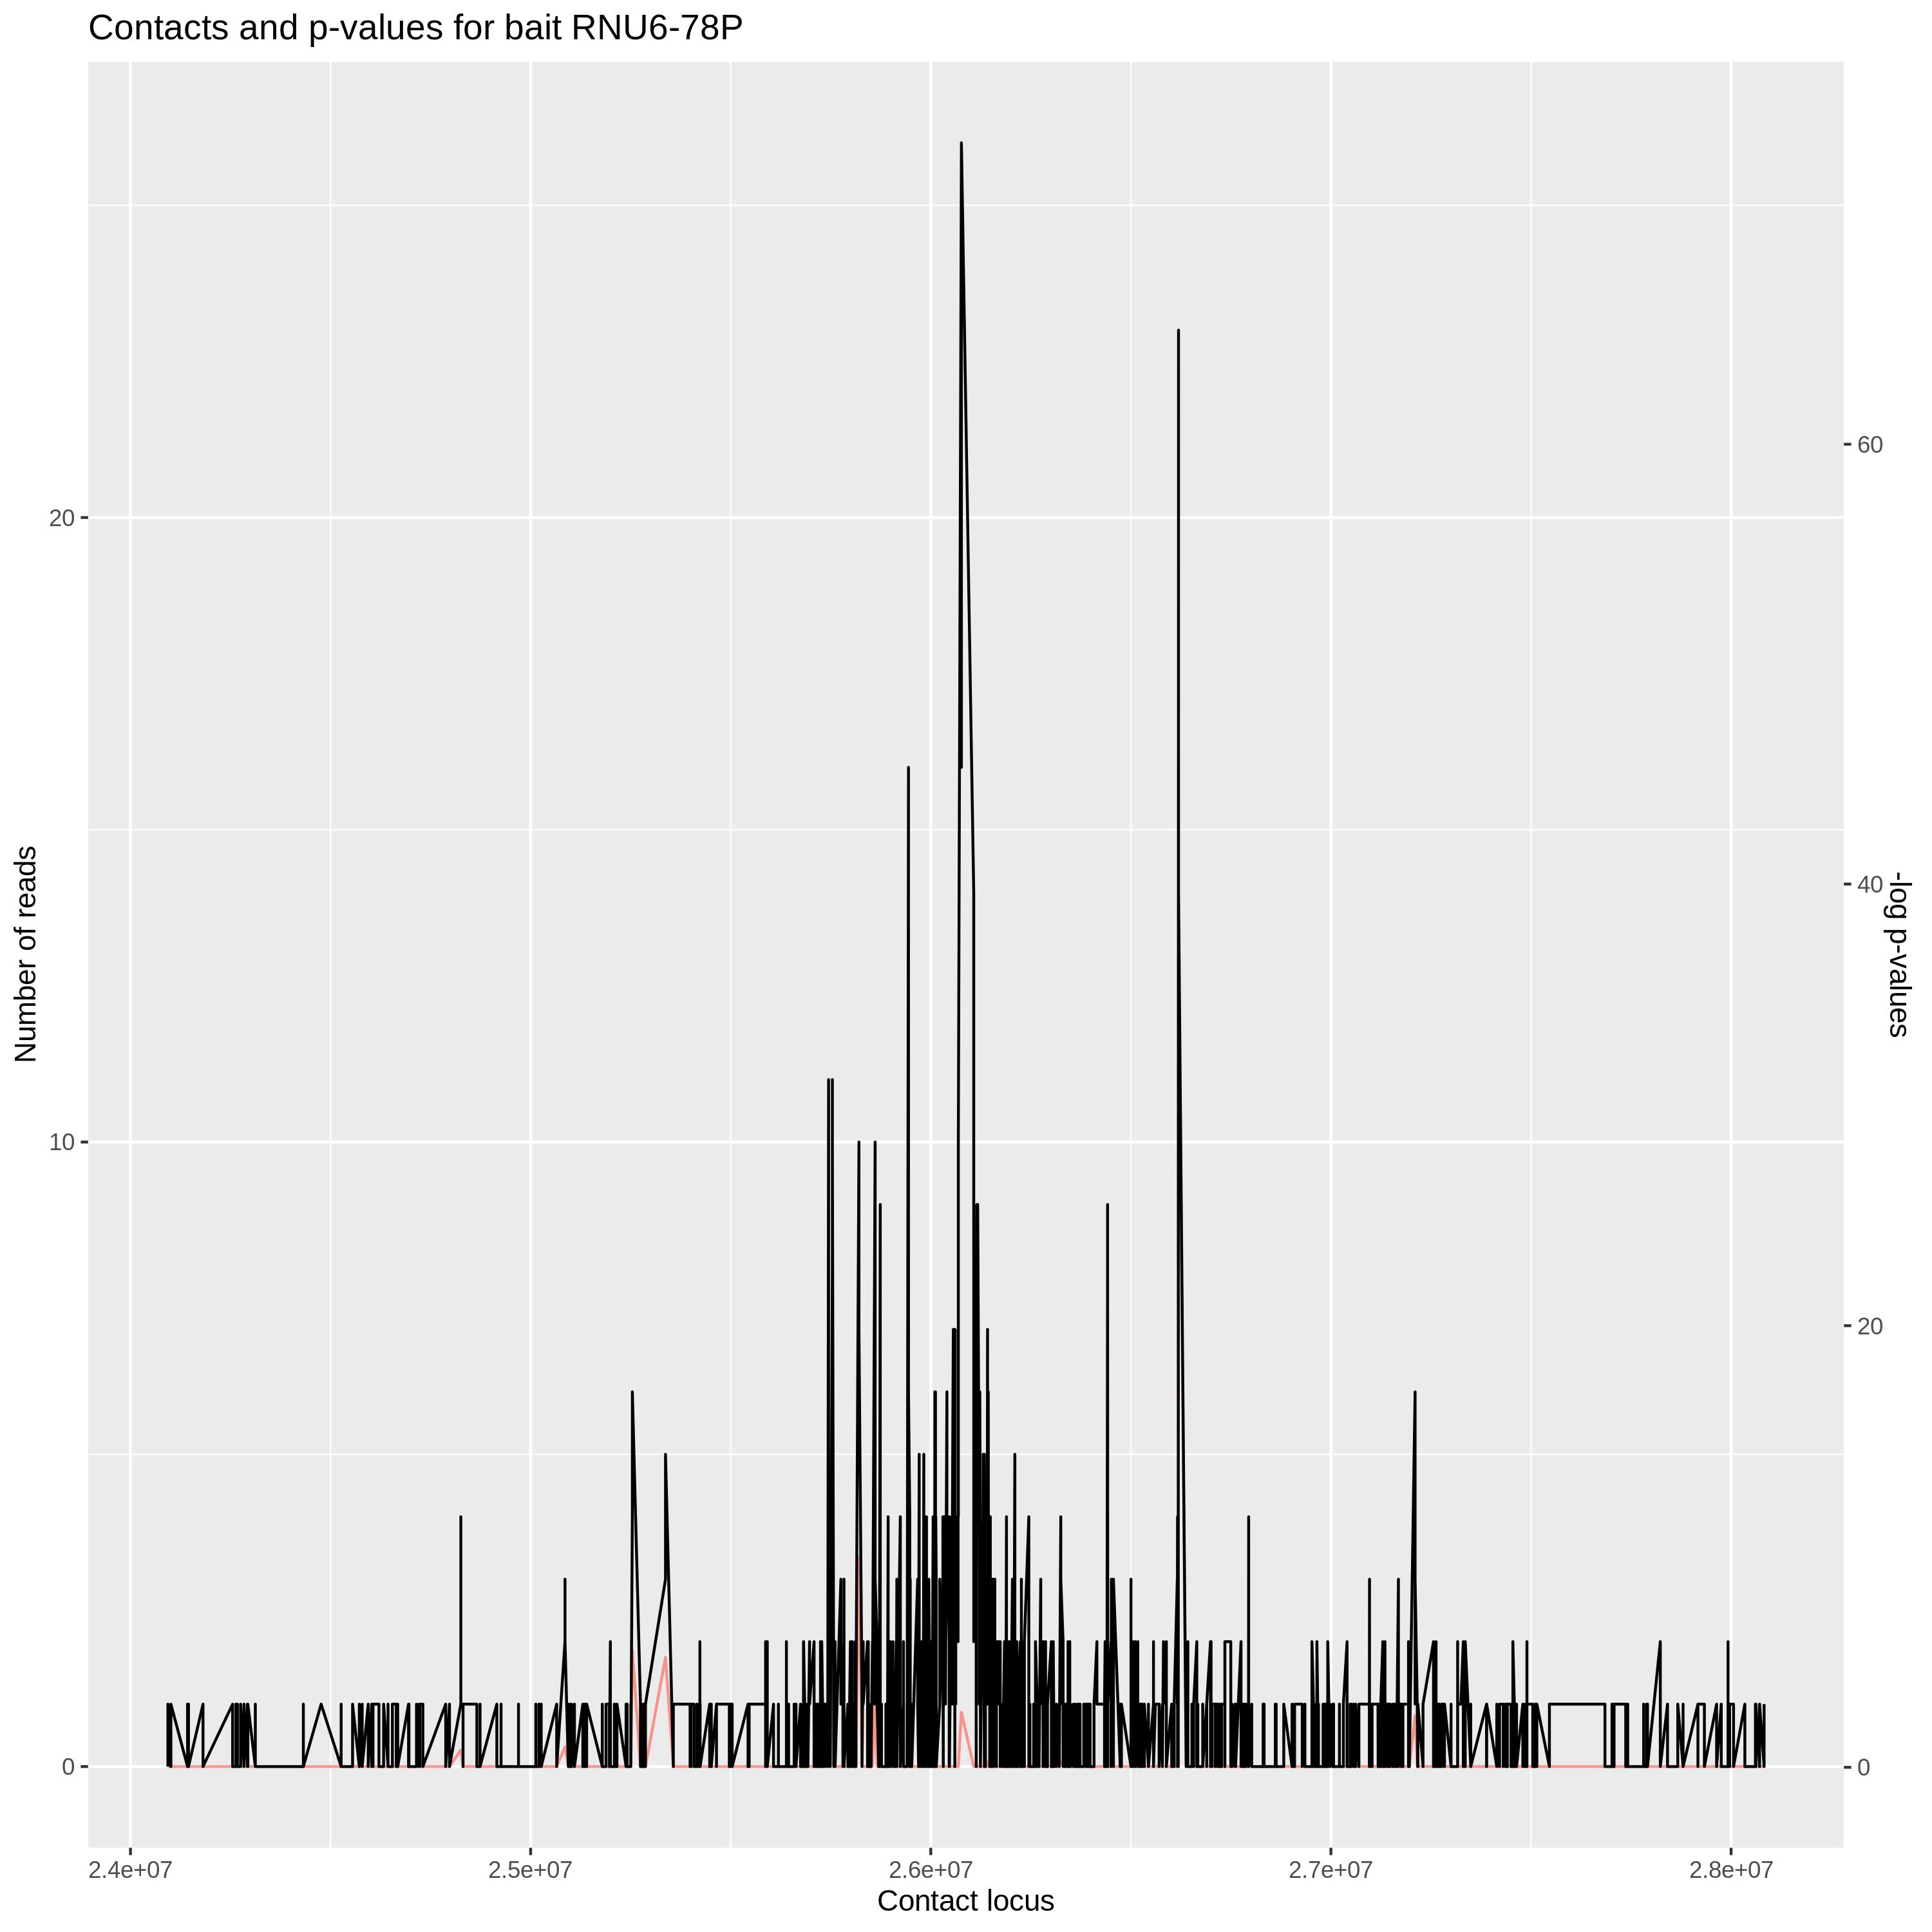 Contacts and p-values for bait RNU6-78P
Number of reads
20
10
0
60
40
20
0
-log p-values
2.4e+07 2.5e+07 2.6e+07 2.7e+07 2.8e+07
Contact locus